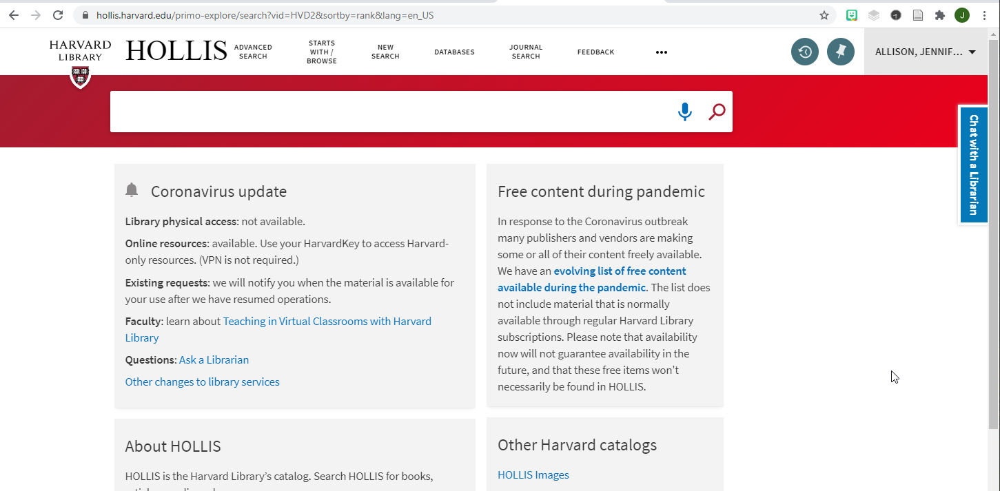 hollis.harvard.edu/primo-explore/search?vid=HVD2&sortby=rank&lang=en_US
J
HARVARD
LIBRARY
HOLLIS
ADVANCED
SEARCH
STARTS
WITH /
BROWSE
NEW
SEARCH
DATABASES
JOURNAL
SEARCH
FEEDBACK
ALLISON, JENNIF...
Chat with a Librarian
Coronavirus update
Library physical access: not available.
Online resources: available. Use your HarvardKey to access Harvard-
only resources. (VPN is not required.)
Existing requests: we will notify you when the material is available for
your use after we have resumed operations.
Faculty: learn about Teaching in Virtual Classrooms with Harvard
Library
Questions: Ask a Librarian
Other changes to library services
Free content during pandemic
In response to the Coronavirus outbreak
many publishers and vendors are making
some or all of their content freely available.
We have an evolving list of free content
available during the pandemic. The list does
not include material that is normally
available through regular Harvard Library
subscriptions. Please note that availability
now will not guarantee availability in the
future, and that these free items won't
necessarily be found in HOLLIS.
About HOLLIS
HOLLIS is the Harvard Library's catalog. Search HOLLIS for books,
Other Harvard catalogs
HOLLIS Images